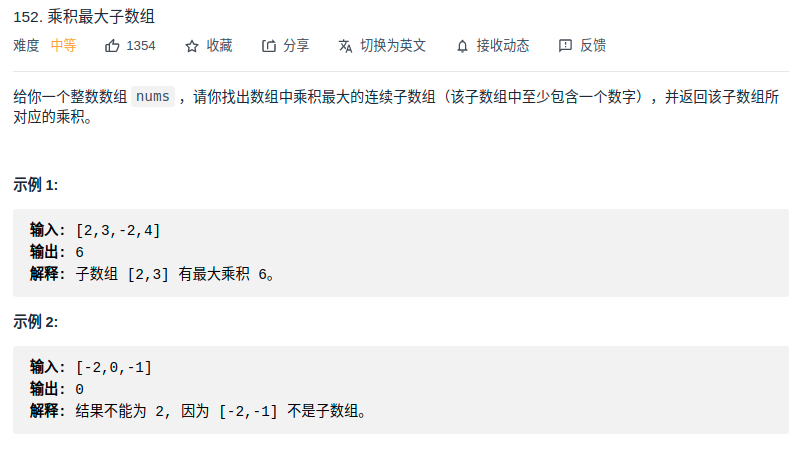 152. 乘积最大子数组
难度 中等 1354 收藏 分享 切换为英文 接收动态 反馈
给你一个整数数组 nums ，请你找出数组中乘积最大的连续子数组（该子数组中至少包含一个数字），并返回该子数组所
对应的乘积。
示例 1:
输入: [2,3,-2,4]
输出: 6
解释: 子数组 [2,3] 有最大乘积 6。
示例 2:
输入: [-2,0,-1]
输出: 0
解释: 结果不能为 2, 因为 [-2,-1] 不是子数组。